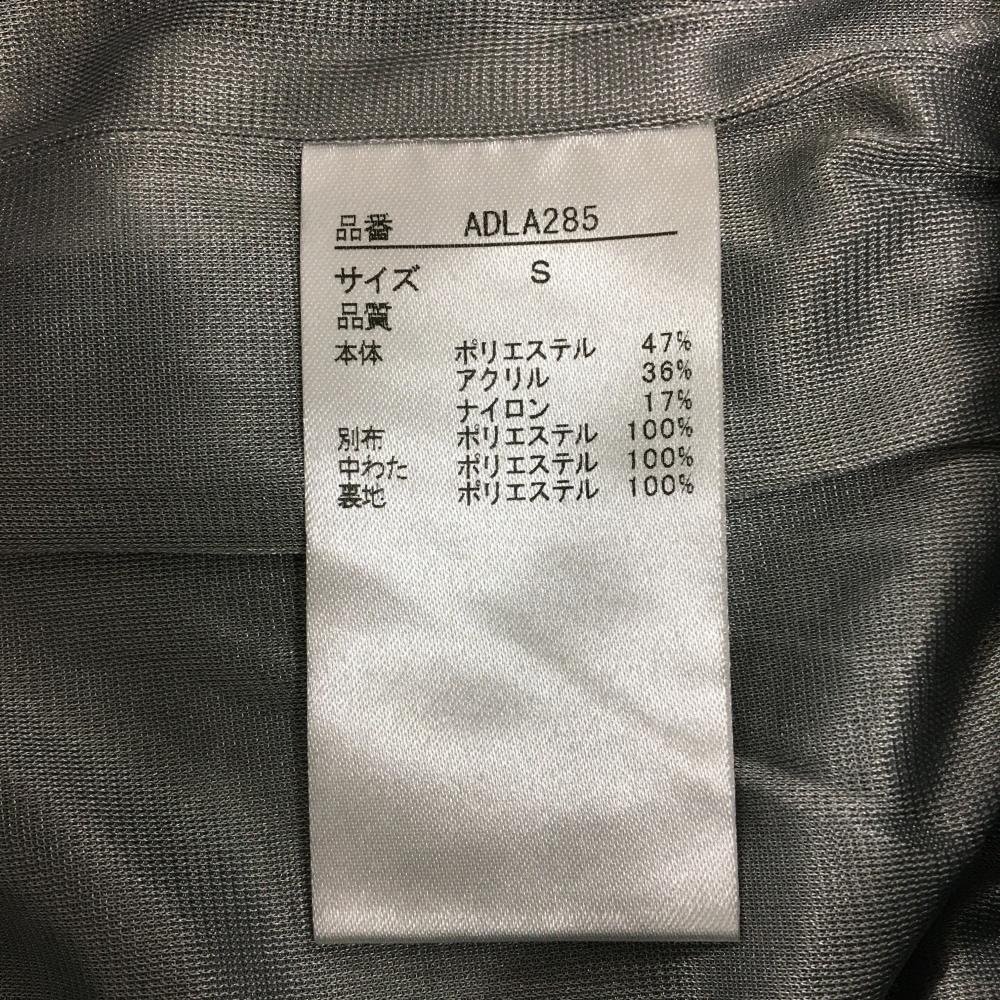 品番 ADLA285
サイズ S
品質
本体 ポリエステル 47%
アクリル 36%
ナイロン 17%
別布 ポリエステル 100%
中わた ポリエステル 100%
裏地 ポリエステル 100%